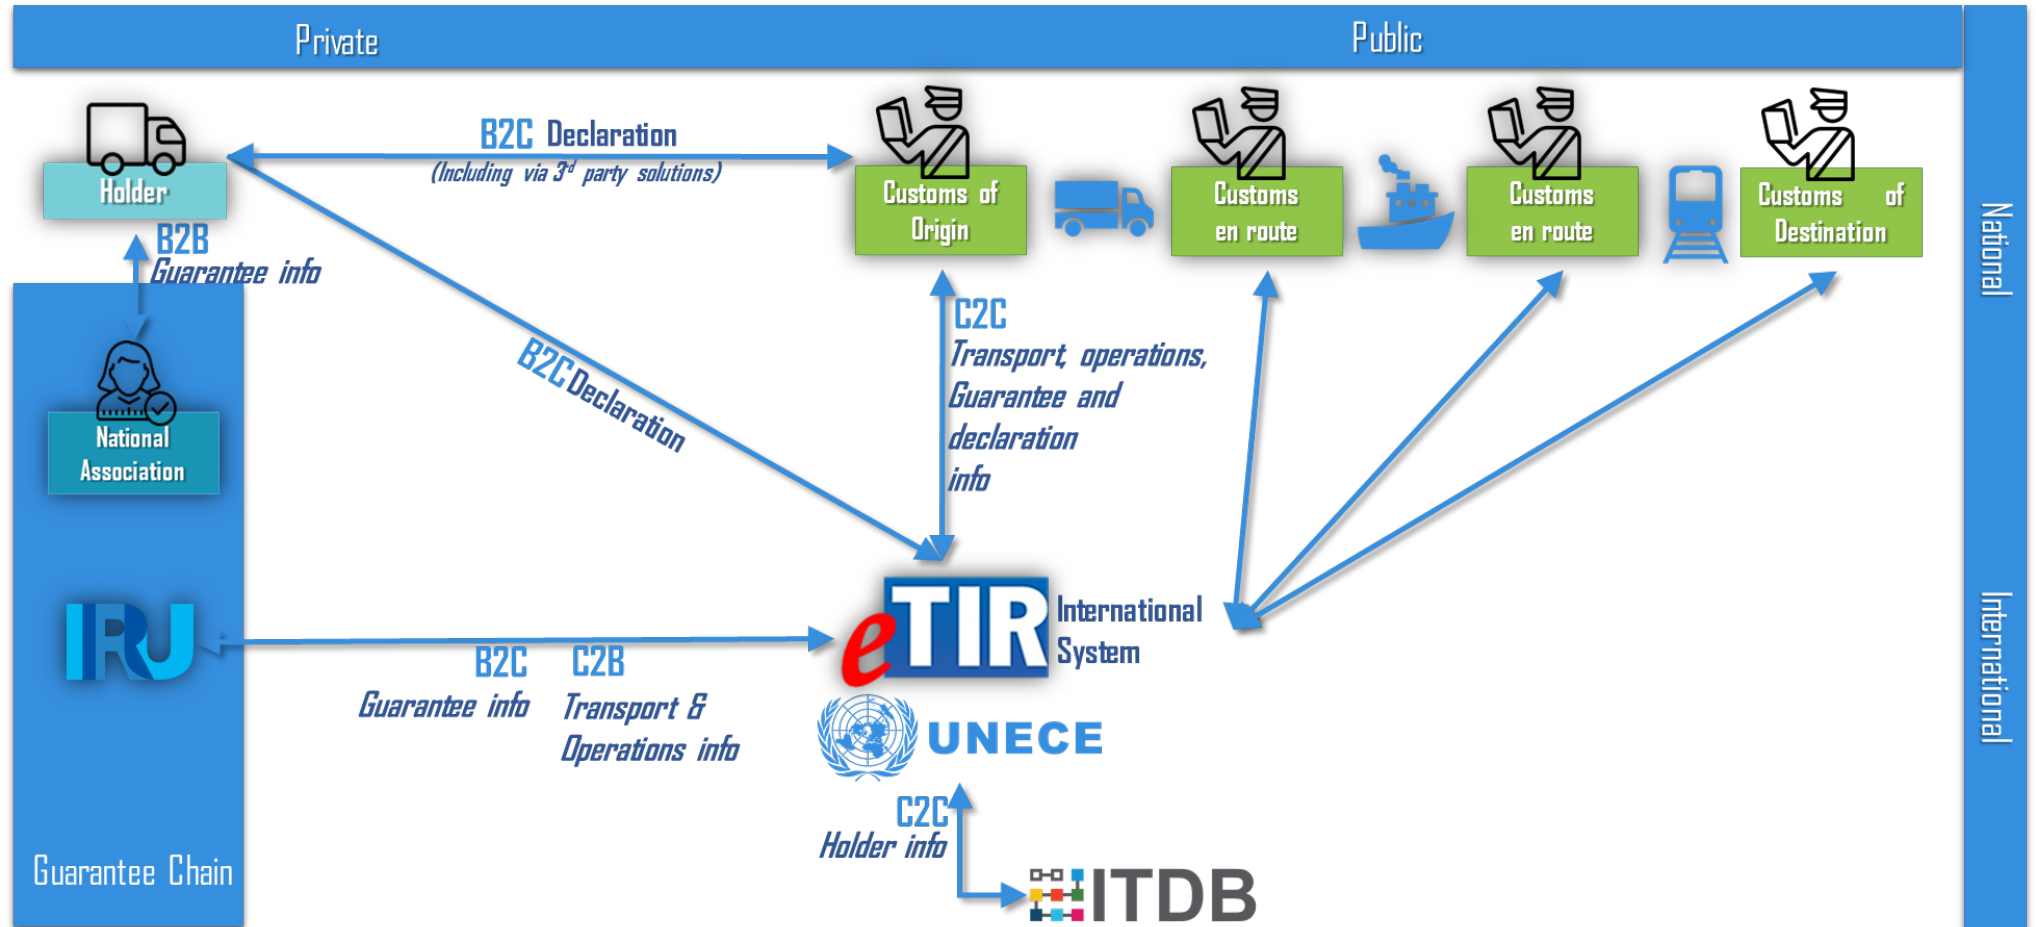 Private
Public
B2C Declaration
(Including via 3rd party solutions)
Holder
Customs of
Origin
Customs
en route
Customs
en route
Customs of
Destination
National
B2B
Guarantee info
C2C
Transport, operations,
Guarantee and
declaration
info
B2C Declaration
National
Association
IRU
eTIR
International
System
International
B2C
Guarantee info
C2B
Transport &
Operations info
UNECE
C2C
Holder info
Guarantee Chain
ITDB